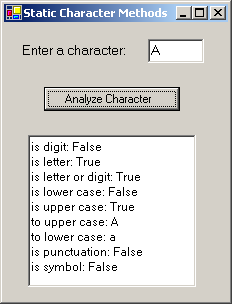 Static Character Methods
Enter a character: A
Analyze Character
is digit: False
is letter: True
is letter or digit: True
is lower case: False
is upper case: True
to upper case: A
to lower case: a
is punctuation: False
is symbol: False